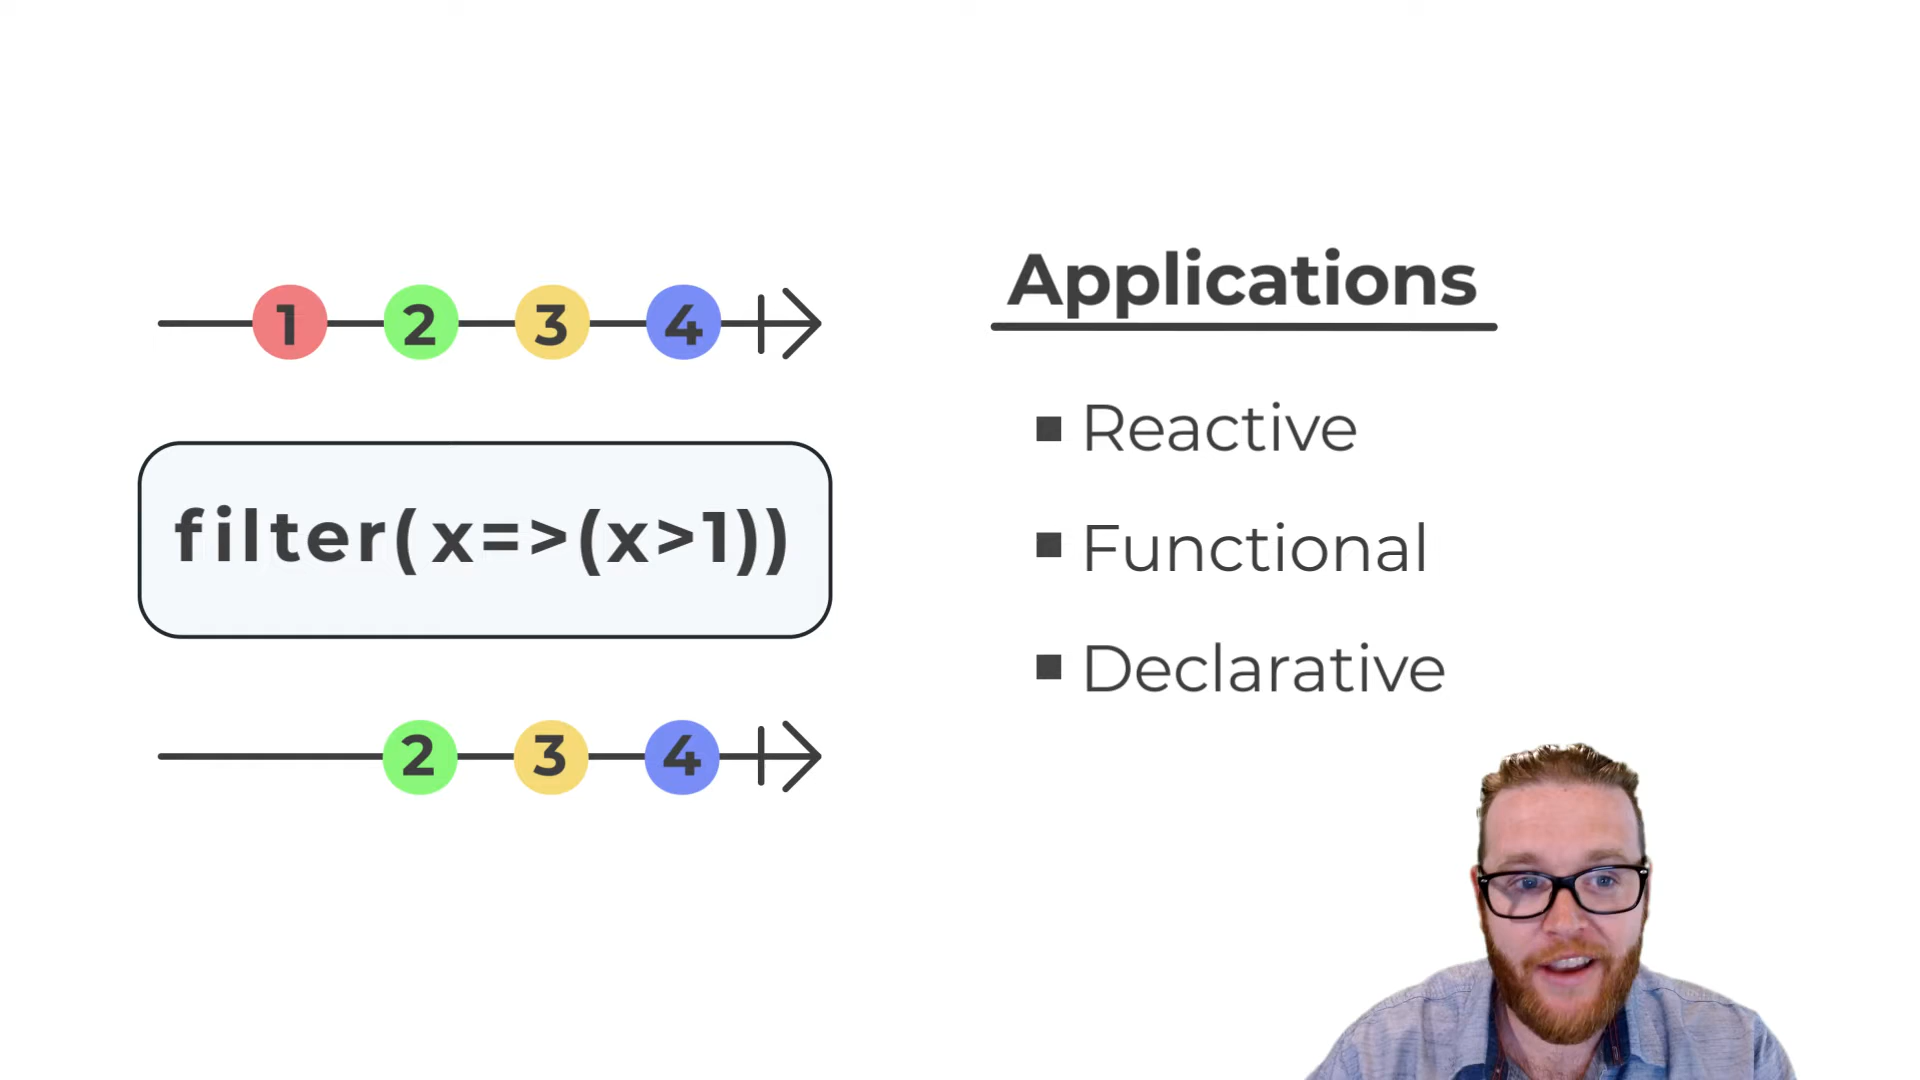 1 2 3 4
filter(x=>(x>1))
2 3 4
Applications
Reactive
Functional
Declarative